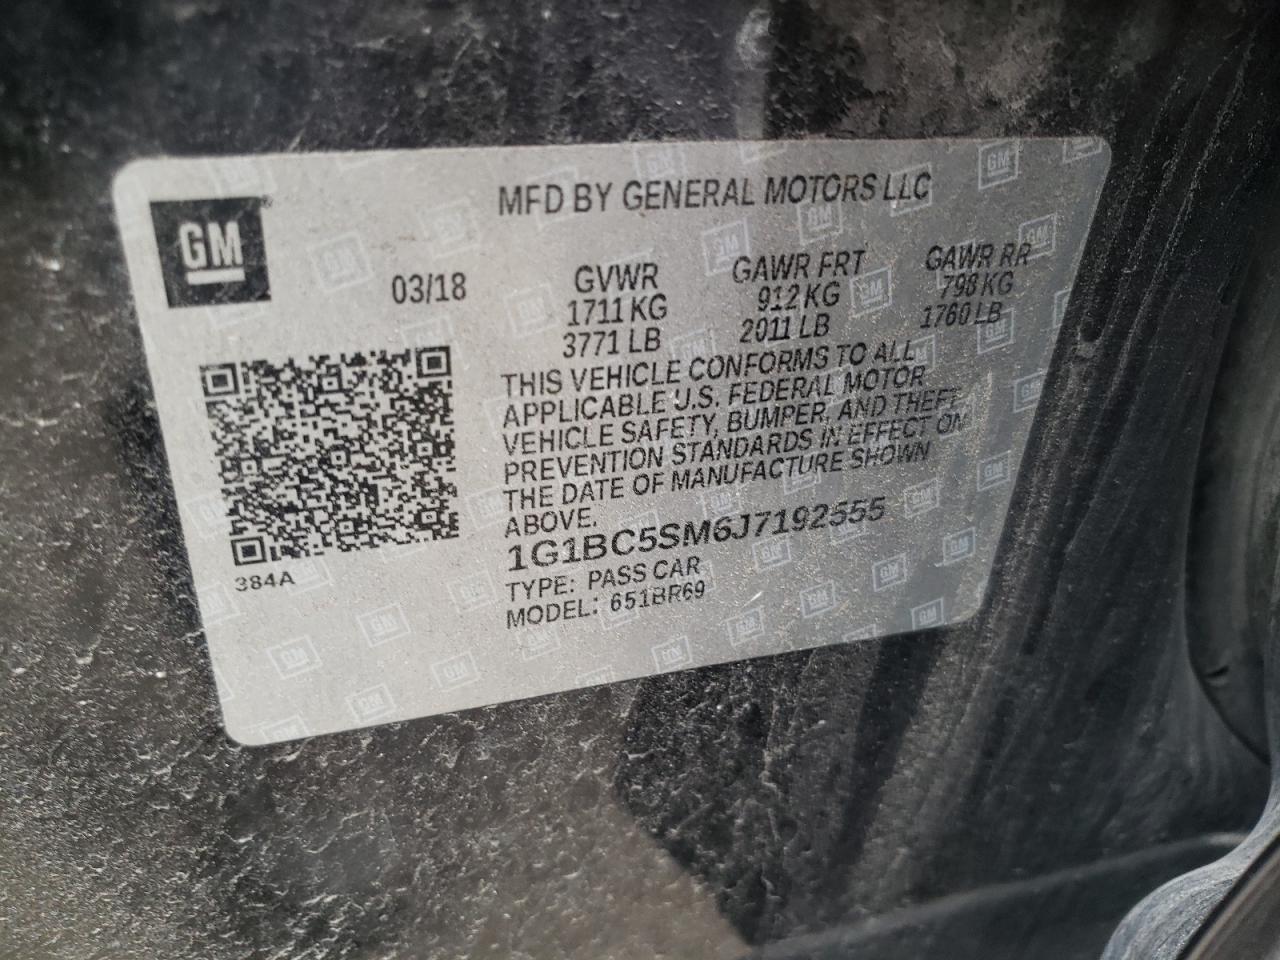 GM
MFD BY GENERAL MOTORS LLC
03/18
GVWR GAWR FRT GAWR RR
1711 KG 912 KG 798 KG
3771 LB 2011 LB 1760 LB
THIS VEHICLE CONFORMS TO ALL
APPLICABLE U.S. FEDERAL MOTOR
VEHICLE SAFETY, BUMPER, AND THEFT
PREVENTION STANDARDS IN EFFECT ON
THE DATE OF MANUFACTURE SHOWN
ABOVE.
1G1BC5SM6J7192555
TYPE: PASS CAR
MODEL: 651BR69
384A